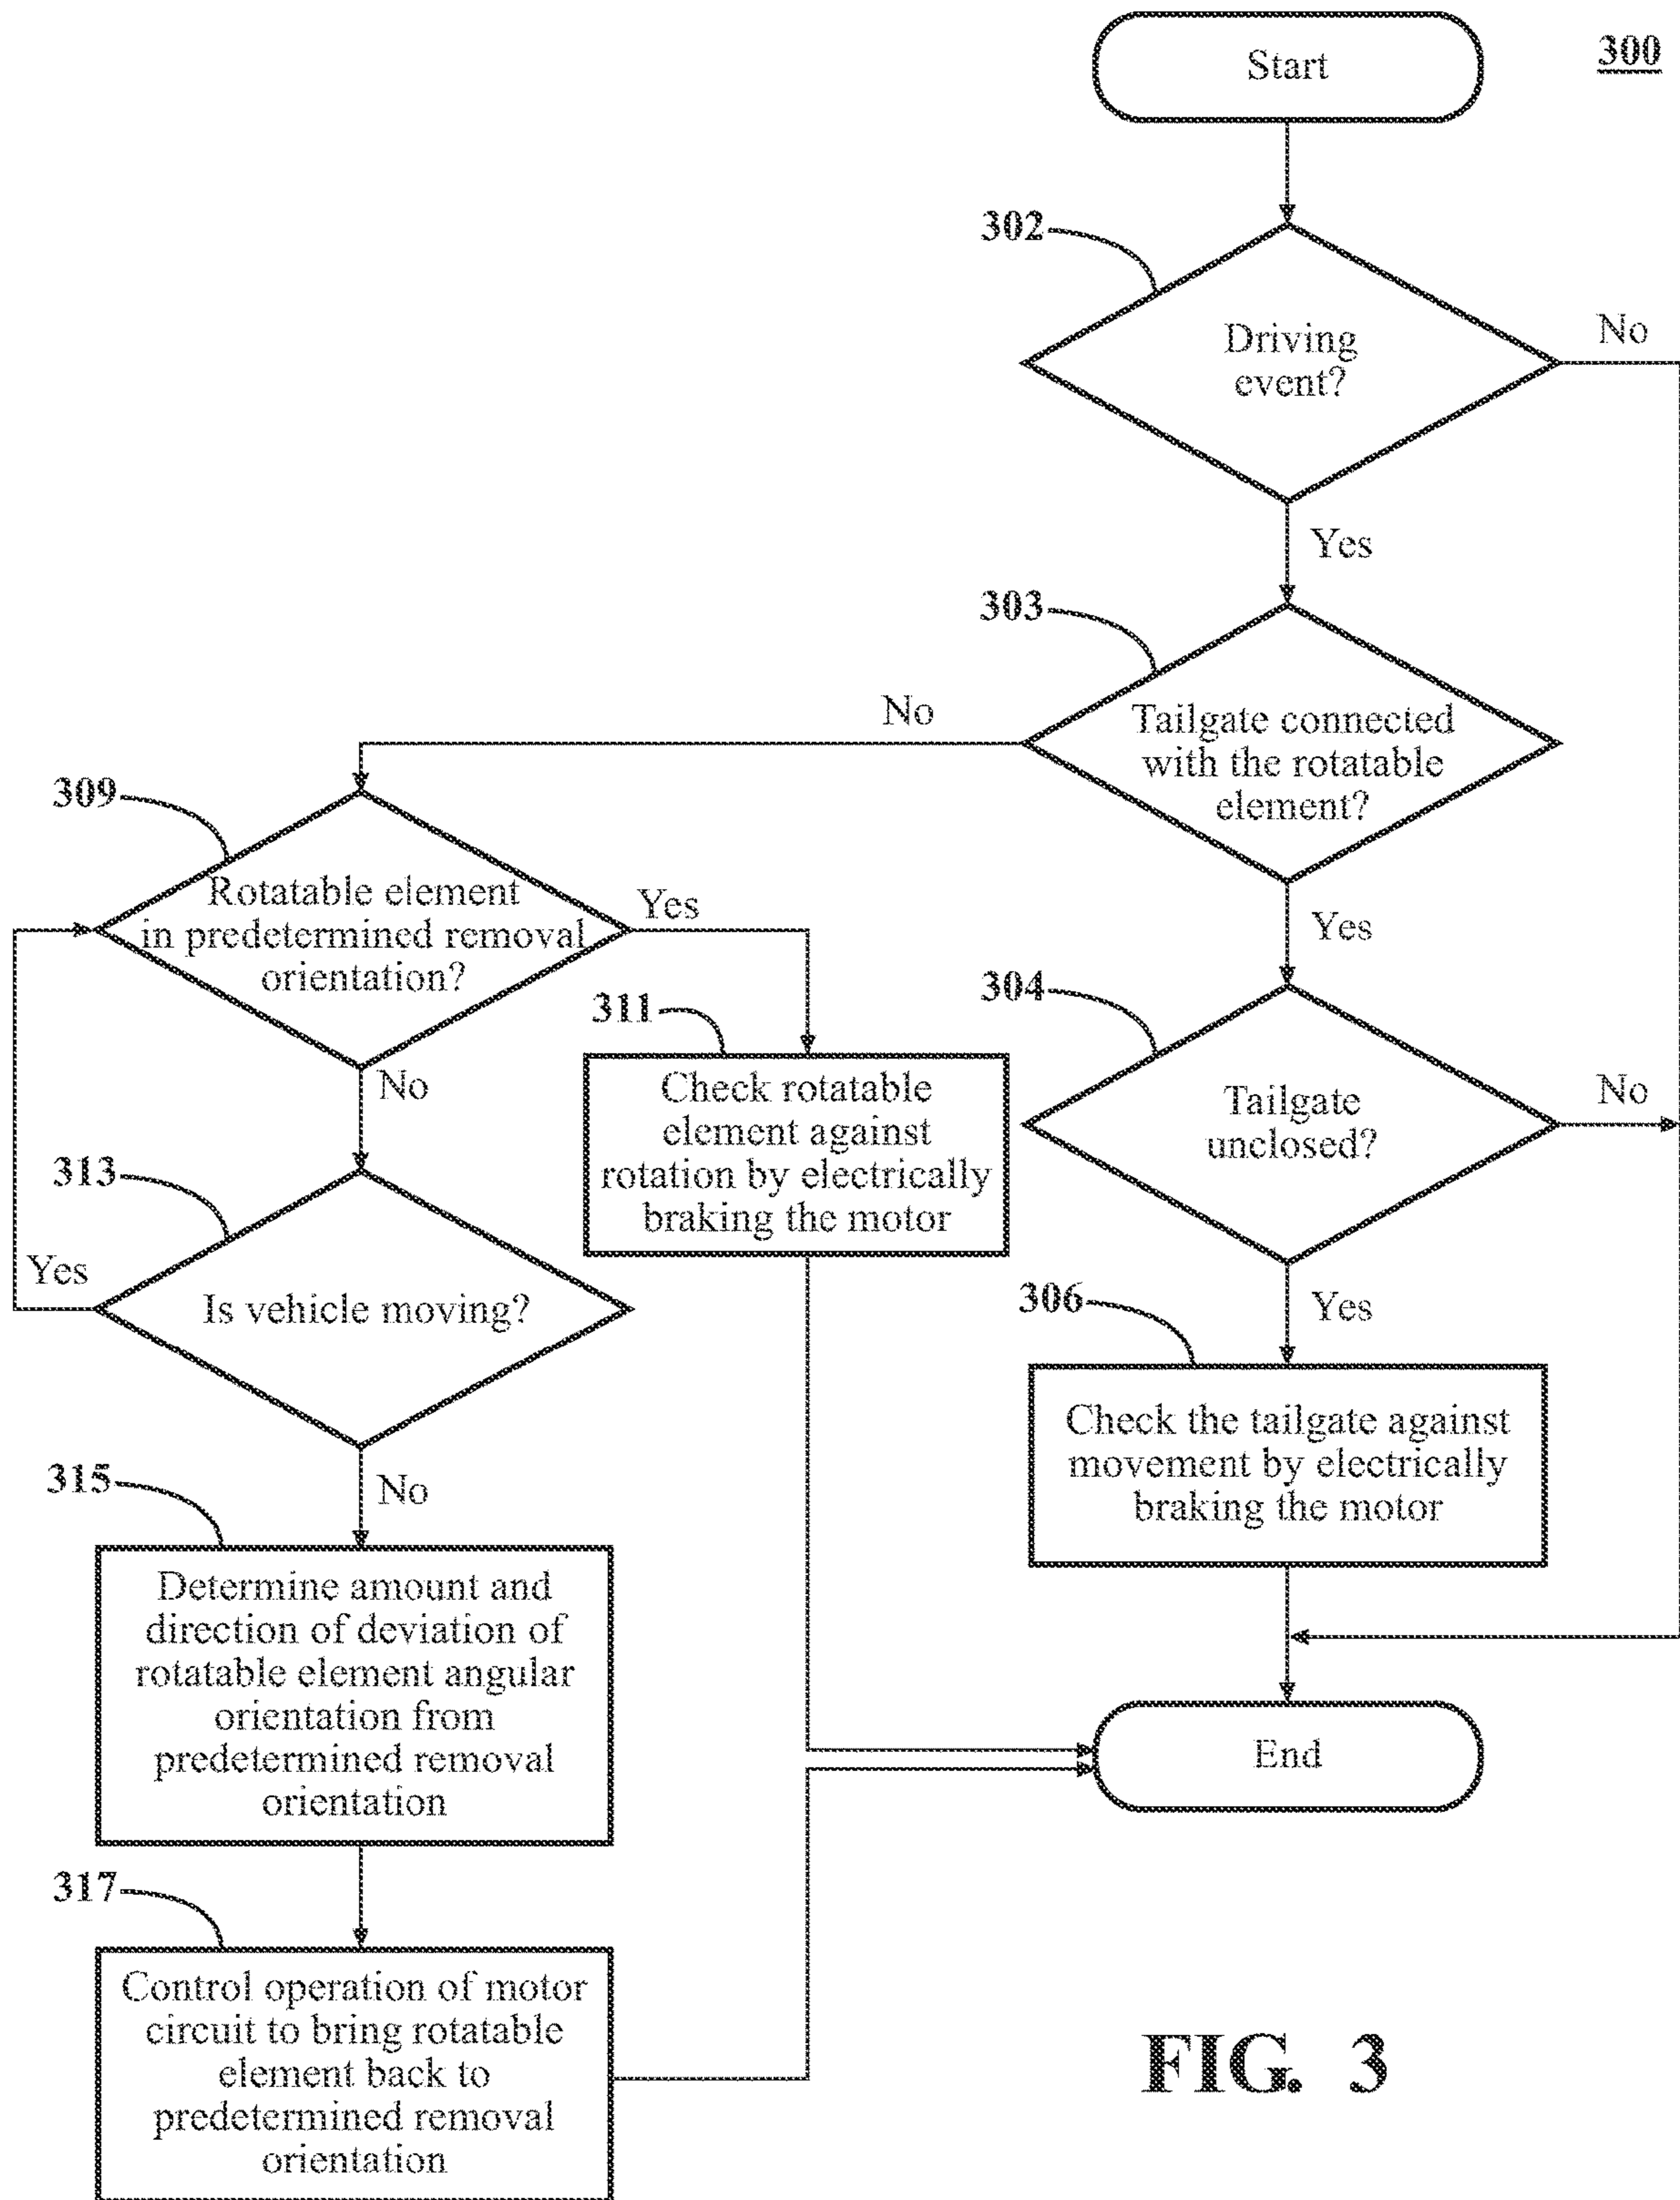 300
Start
302
Driving
event?
No
Yes
303
Tailgate connected
with the rotatable
element?
No
Yes
309
Rotatable element
in predetermined removal
orientation?
Yes
No
311
Check rotatable
element against
rotation by electrically
braking the motor
304
Tailgate
unclosed?
No
Yes
313
Is vehicle moving?
Yes
No
306
Check the tailgate against
movement by electrically
braking the motor
315
Determine amount and
direction of deviation of
rotatable element angular
orientation from
predetermined removal
orientation
End
317
Control operation of motor
circuit to bring rotatable
element back to
predetermined removal
orientation
FIG. 3